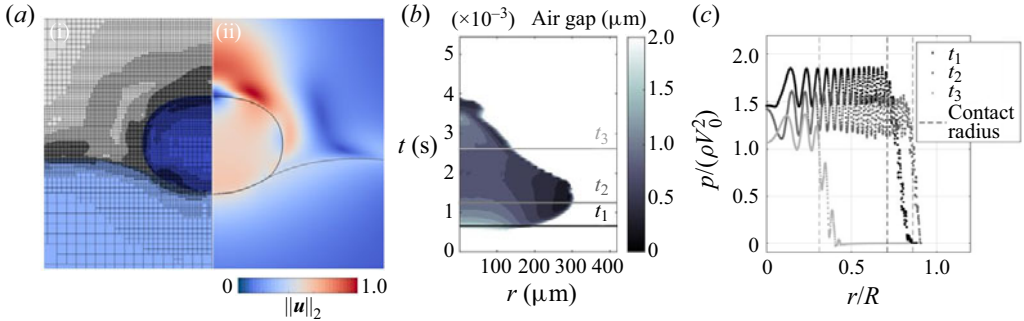 (a)
(i)
(ii)
0
1.0
||u||₂
(b)
(×10⁻³)
Air gap (μm)
5
4
3
2
1
0
t (s)
t₃
t₂
t₁
100
200
300
400
r (μm)
2.0
1.5
1.0
0.5
0
(c)
2.0
1.5
1.0
0.5
0
p/(ρV₀²)
0
0.5
1.0
r/R
t₁
t₂
t₃
Contact
radius